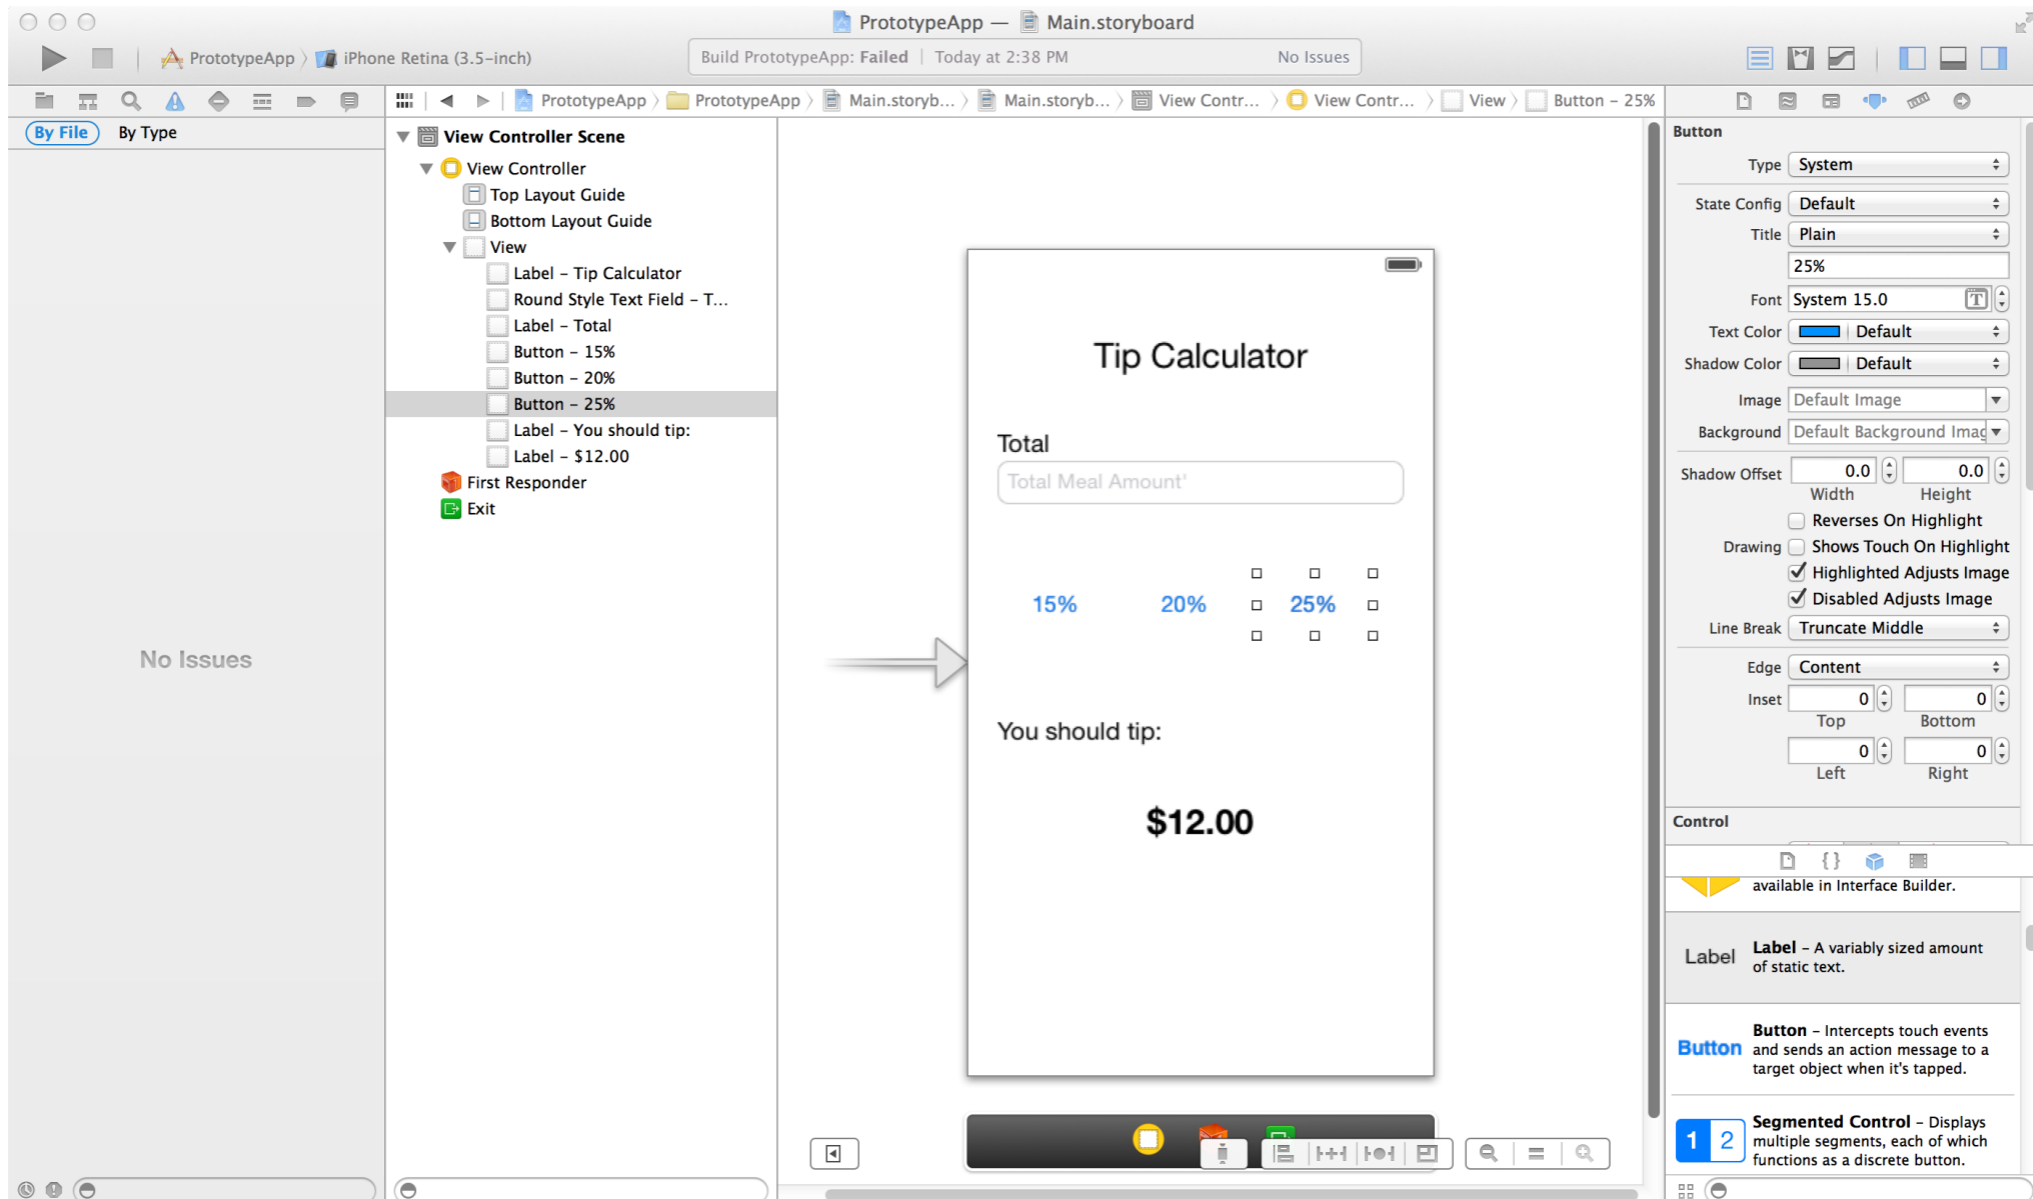 PrototypeApp — Main.storyboard
PrototypeApp iPhone Retina (3.5-inch)
Build PrototypeApp: Failed | Today at 2:38 PM No Issues
PrototypeApp PrototypeApp Main.storyb... Main.storyb... View Contr... View Contr... View Button – 25%
By File By Type
No Issues
View Controller Scene
View Controller
Top Layout Guide
Bottom Layout Guide
View
Label – Tip Calculator
Round Style Text Field – T...
Label – Total
Button – 15%
Button – 20%
Button – 25%
Label – You should tip:
Label – $12.00
First Responder
Exit
Tip Calculator
Total
Total Meal Amount'
15% 20% 25%
You should tip:
$12.00
Button
Type System
State Config Default
Title Plain
25%
Font System 15.0 T
Text Color Default
Shadow Color Default
Image Default Image
Background Default Background Imag
Shadow Offset 0.0 0.0
Width Height
Reverses On Highlight
Drawing Shows Touch On Highlight
Highlighted Adjusts Image
Disabled Adjusts Image
Line Break Truncate Middle
Edge Content
Inset 0 0
Top Bottom
0 0
Left Right
Control
{ }
available in Interface Builder.
Label Label – A variably sized amount
of static text.
Button – Intercepts touch events
Button and sends an action message to a
target object when it's tapped.
Segmented Control – Displays
1 2 multiple segments, each of which
functions as a discrete button.